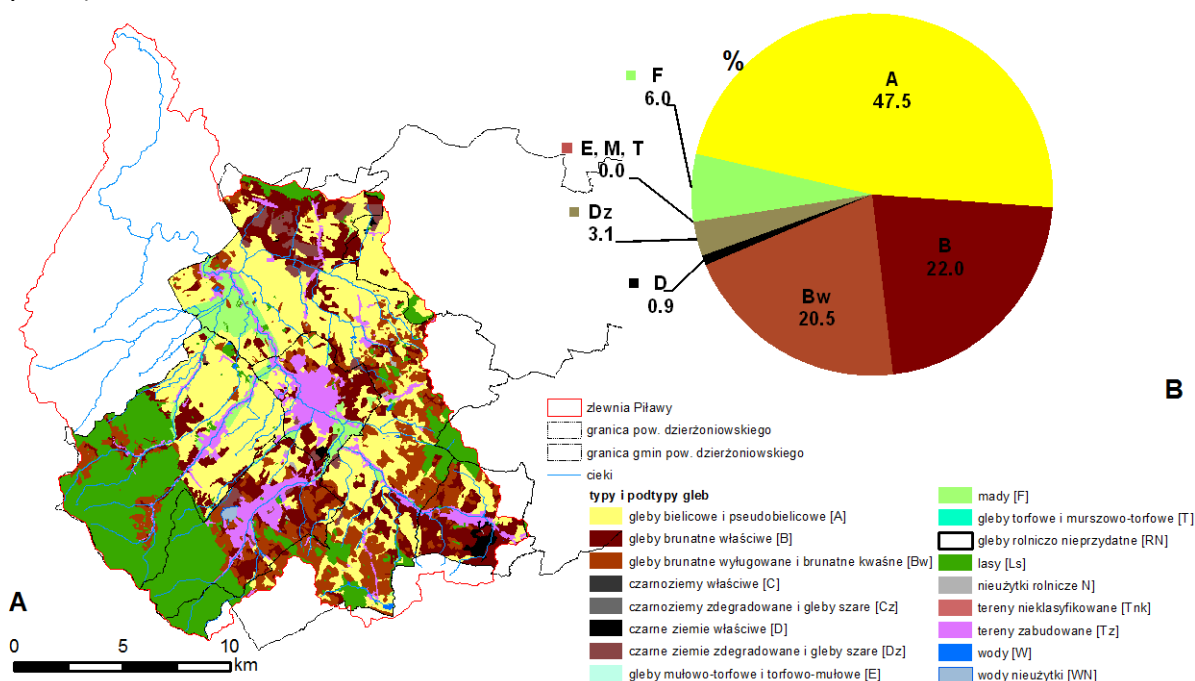 %
A
47.5
F
6.0
E, M, T
0.0
Dz
3.1
D
0.9
B
22.0
Bw
20.5
B
zlewnia Piławy
granica pow. dzierżoniowskiego
granica gmin pow. dzierżoniowskiego
cieki
typy i podtypy gleb
gleby bielicowe i pseudobielicowe [A]
gleby brunatne właściwe [B]
gleby brunatne wyługowane i brunatne kwaśne [Bw]
czarnoziemy właściwe [C]
czarnoziemy zdegradowane i gleby szare [Cz]
czarne ziemie właściwe [D]
czarne ziemie zdegradowane i gleby szare [Dz]
gleby mułowo-torfowe i torfowo-mułowe [E]
mady [F]
gleby torfowe i murszowo-torfowe [T]
gleby rolniczo nieprzydatne [RN]
lasy [Ls]
nieużytki rolnicze N]
tereny nieklasyfikowane [Tnk]
tereny zabudowane [Tz]
wody [W]
wody nieużytki [WN]
A
0 5 10
km